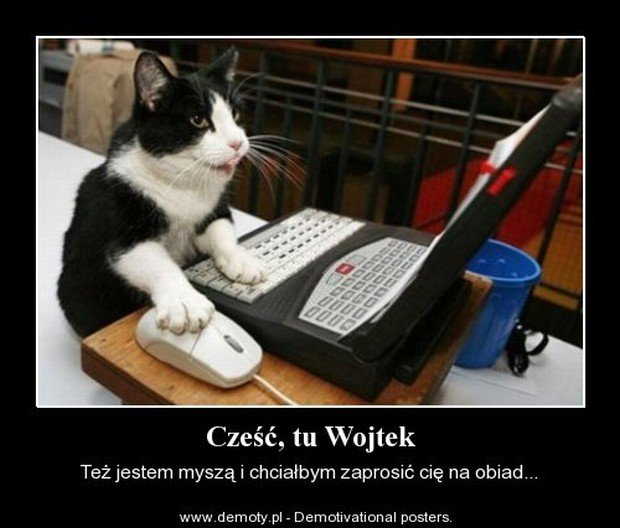 Cześć, tu Wojtek
Też jestem myszą i chciałbym zaprosić cię na obiad...
www.demoty.pl - Demotivational posters.